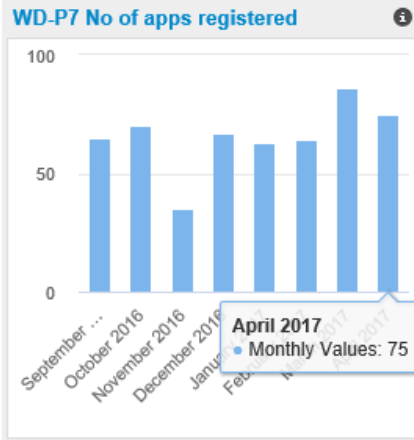 WD-P7 No of apps registered
100
50
0
September ...
October 2016
November 2016
December 2016
April 2017
• Monthly Values: 75